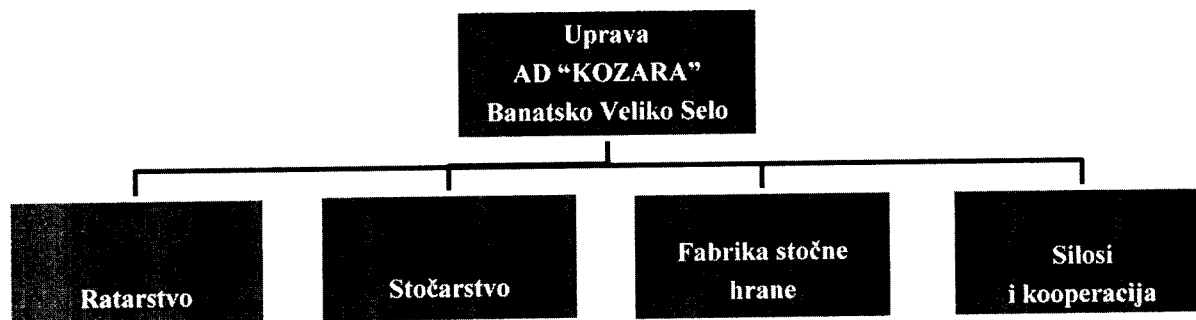 Uprava
AD “KOZARA”
Banatsko Veliko Selo
Ratarstvo
Stočarstvo
Fabrika stočne
hrane
Silosi
i kooperacija